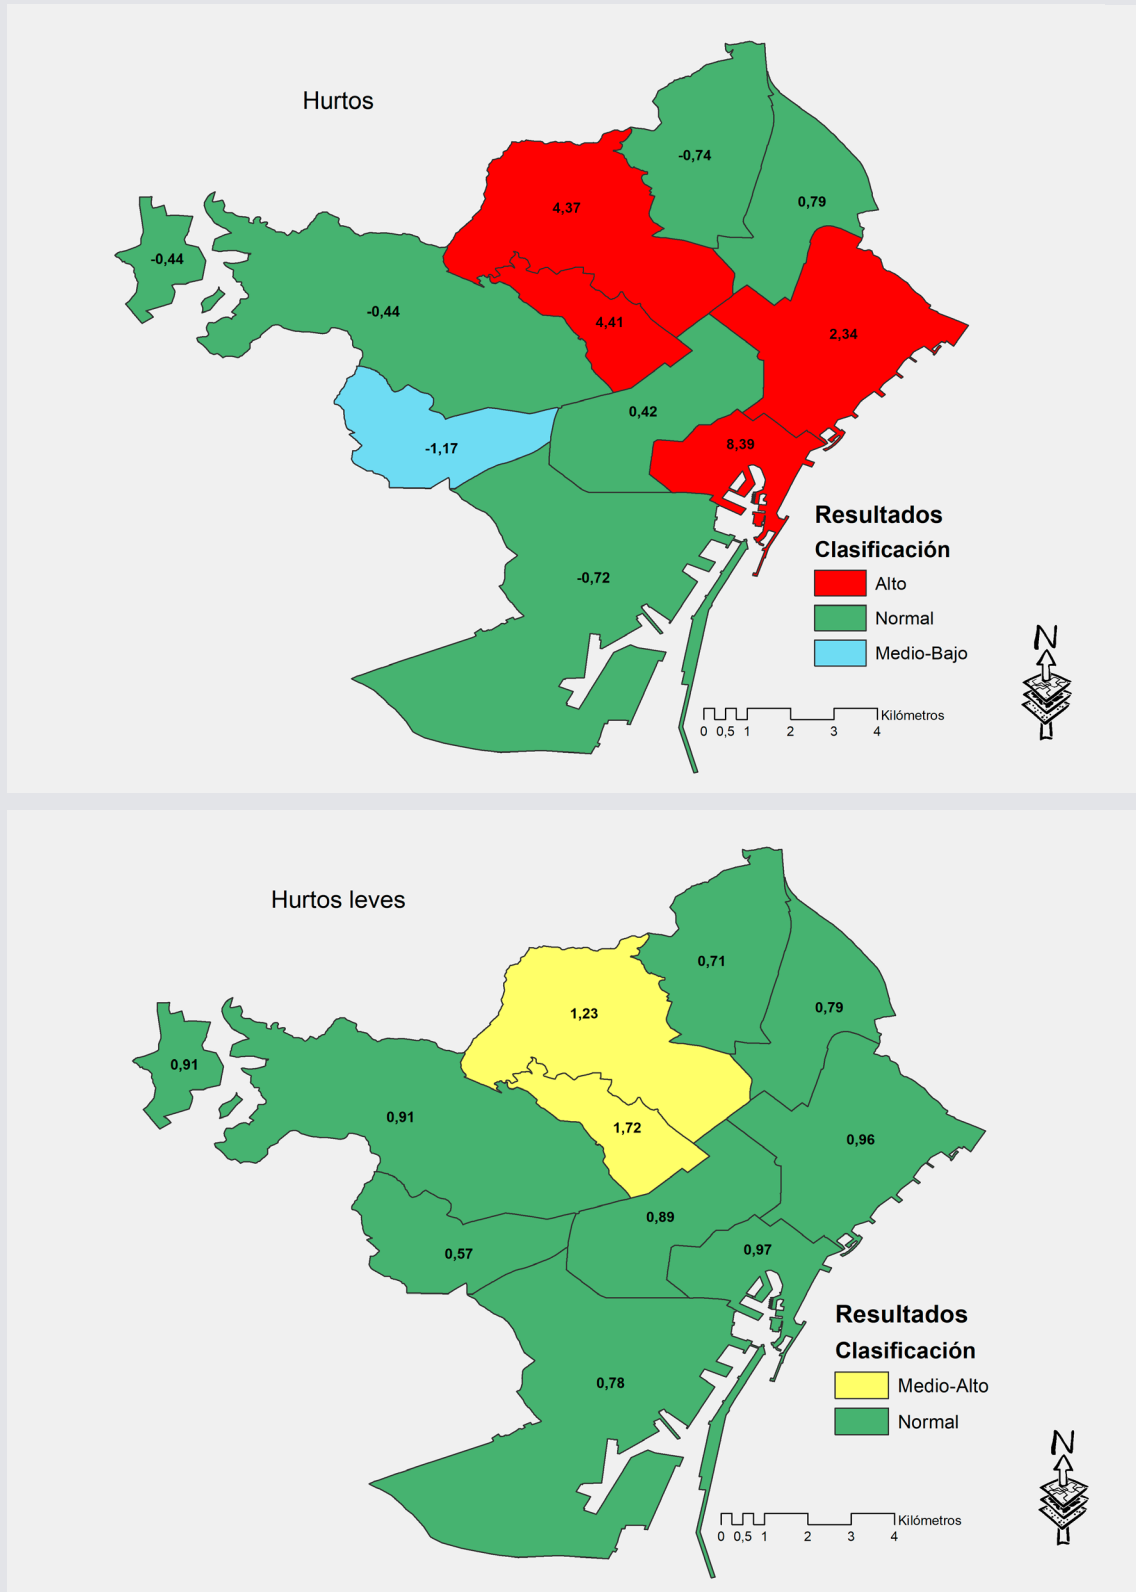 Hurtos
-0,74
0,79
4,37
-0,44
-0,44
4,41
2,34
0,42
8,39
-1,17
-0,72
Resultados
Clasificación
Alto
Normal
Medio-Bajo
N
Kilómetros
0 0,5 1 2 3 4
Hurtos leves
0,71
0,79
1,23
0,91
0,91
1,72
0,96
0,89
0,97
0,57
0,78
Resultados
Clasificación
Medio-Alto
Normal
N
Kilómetros
0 0,5 1 2 3 4